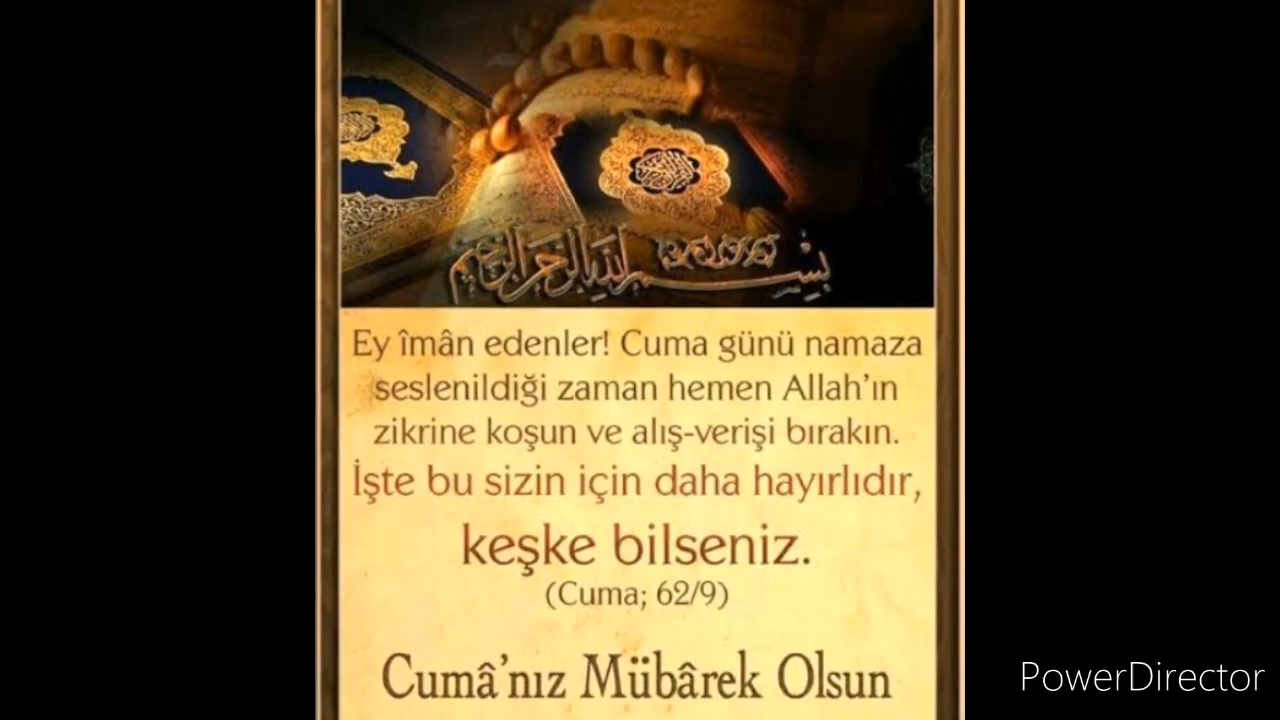 بسم الله الرحمن الرحيم
Ey îmân edenler! Cuma günü namaza
seslenildiği zaman hemen Allah’ın
zikrine koşun ve alış-verişi bırakın.
İşte bu sizin için daha hayırlıdır,
keşke bilseniz.
(Cuma; 62/9)
Cumâ’nız Mübârek Olsun
PowerDirector